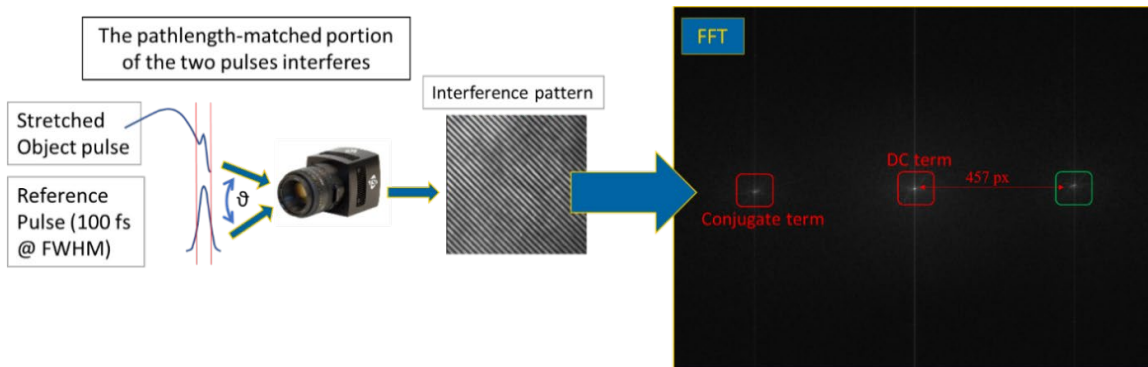 The pathlength-matched portion
of the two pulses interferes
Stretched
Object pulse
Reference
Pulse (100 fs
@ FWHM)
ϑ
Interference pattern
FFT
DC term
457 px
Conjugate term